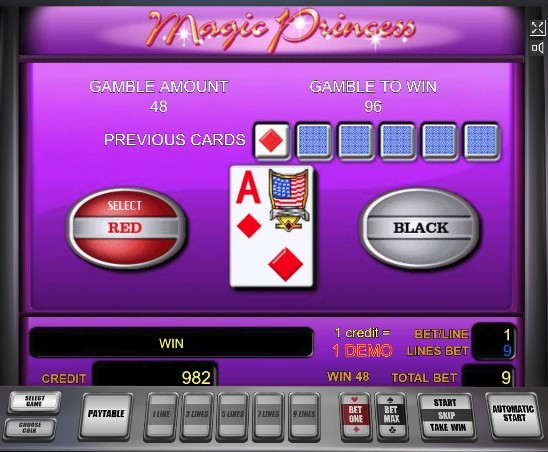 Magic Princess
GAMBLE AMOUNT
48
GAMBLE TO WIN
96
PREVIOUS CARDS
A
SELECT
RED
BLACK
WIN
1 credit =
1 DEMO
BET/LINE 1
LINES BET 9
CREDIT 982
WIN 48
TOTAL BET 9
SELECT
GAME
CHOOSE
COIN
PAYTABLE
1 LINE
3 LINES
5 LINES
7 LINES
9 LINES
BET
ONE
BET
MAX
START
SKIP
TAKE WIN
AUTOMATIC
START